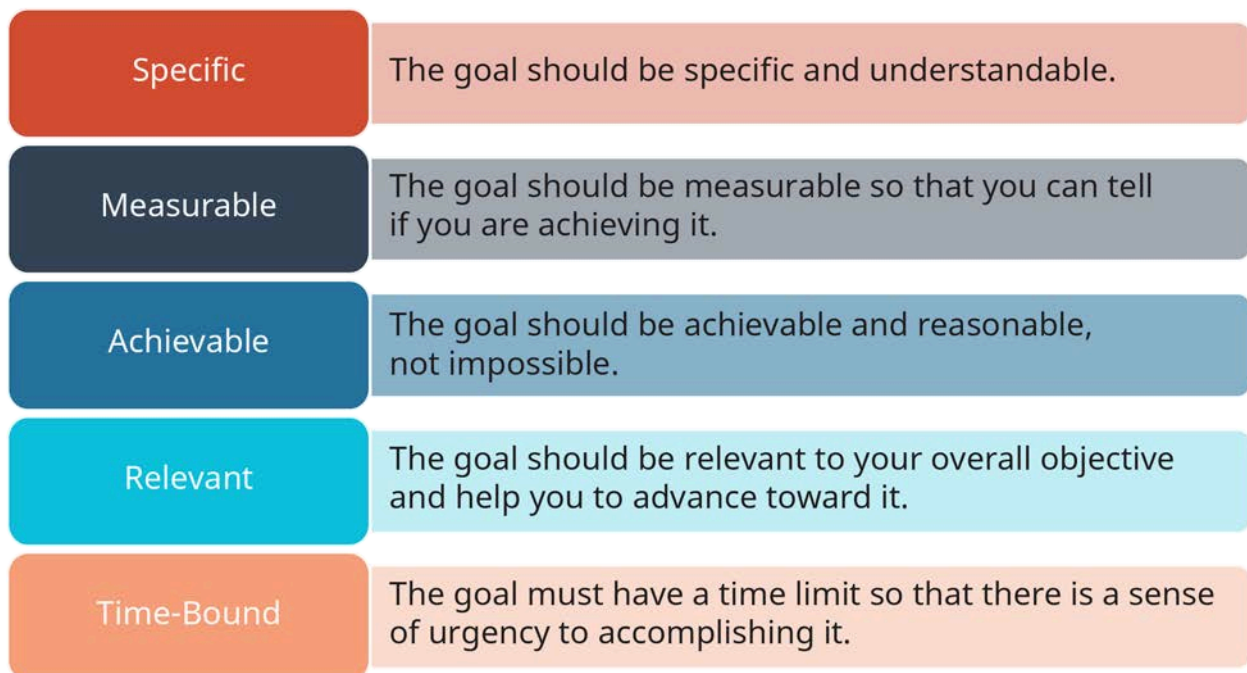 Specific
The goal should be specific and understandable.
Measurable
The goal should be measurable so that you can tell
if you are achieving it.
Achievable
The goal should be achievable and reasonable,
not impossible.
Relevant
The goal should be relevant to your overall objective
and help you to advance toward it.
Time-Bound
The goal must have a time limit so that there is a sense
of urgency to accomplishing it.